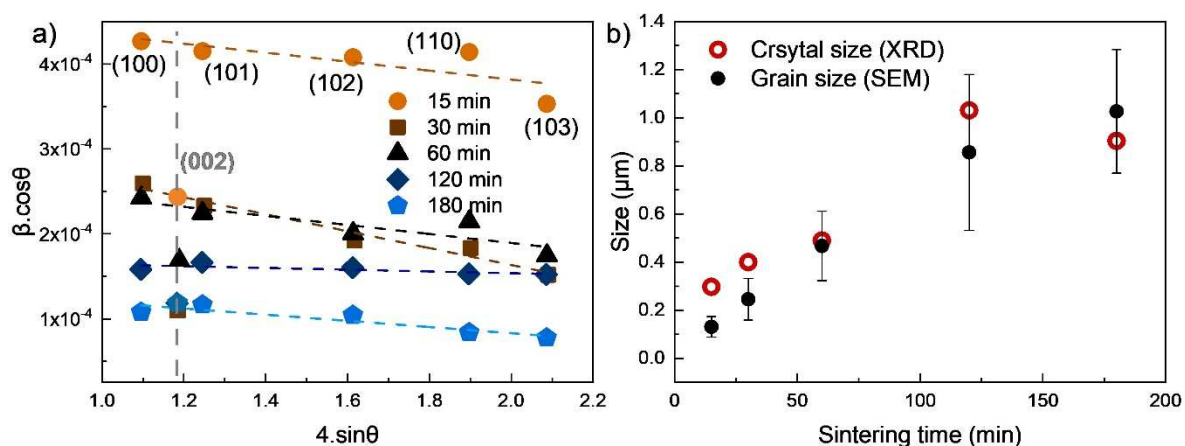 a)
β.cosθ
4x10⁻⁴
3x10⁻⁴
2x10⁻⁴
1x10⁻⁴
(100)
(101)
(102)
(110)
(103)
(002)
15 min
30 min
60 min
120 min
180 min
1.0 1.2 1.4 1.6 1.8 2.0 2.2
4.sinθ
b)
Size (μm)
1.4
1.2
1.0
0.8
0.6
0.4
0.2
0.0
Crsytal size (XRD)
Grain size (SEM)
0 50 100 150 200
Sintering time (min)